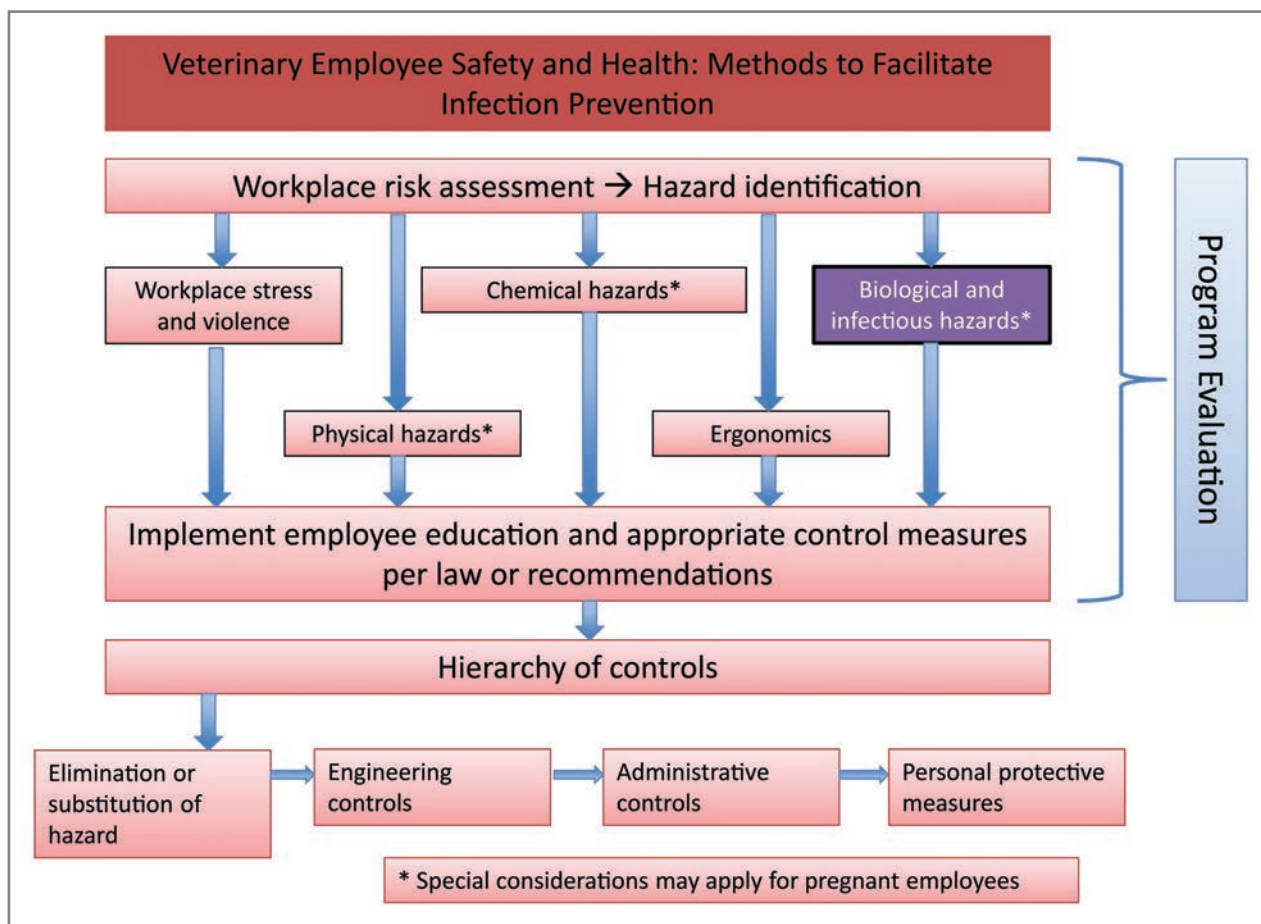 Veterinary Employee Safety and Health: Methods to Facilitate
Infection Prevention
Workplace risk assessment → Hazard identification
Workplace stress
and violence
Chemical hazards*
Biological and
infectious hazards*
Physical hazards*
Ergonomics
Implement employee education and appropriate control measures
per law or recommendations
Program Evaluation
Hierarchy of controls
Elimination or
substitution of
hazard
Engineering
controls
Administrative
controls
Personal protective
measures
* Special considerations may apply for pregnant employees